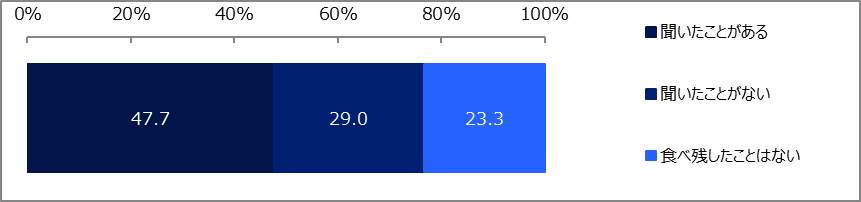 0% 20% 40% 60% 80% 100%
聞いたことがある
聞いたことがない
47.7 29.0 23.3
食べ残したことはない